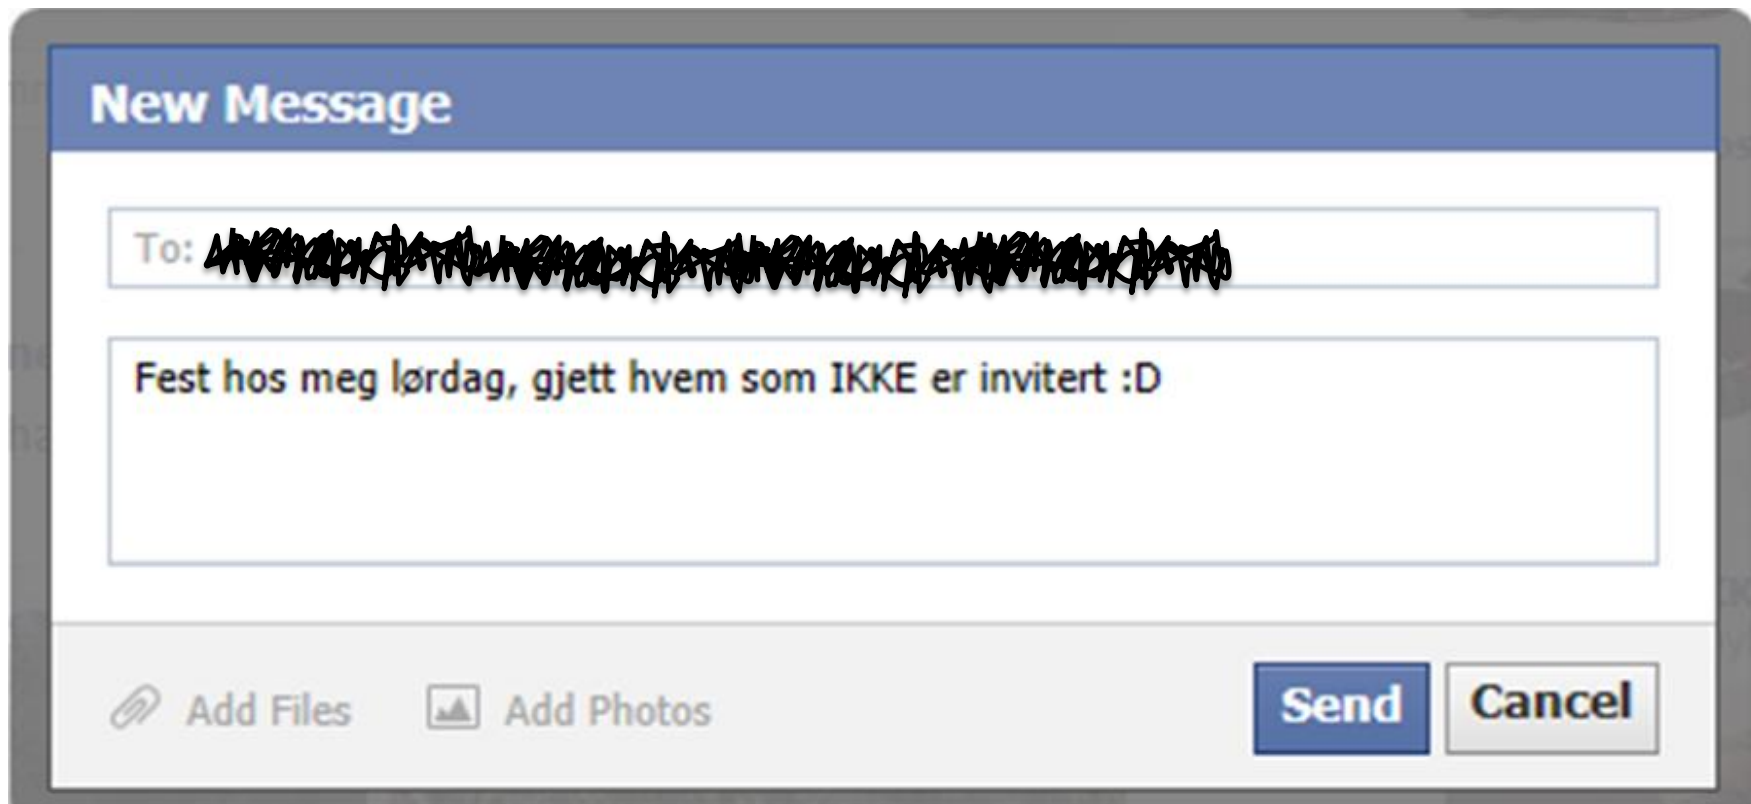 New Message
To:
Fest hos meg lørdag, gjett hvem som IKKE er invitert :D
Add Files Add Photos Send Cancel